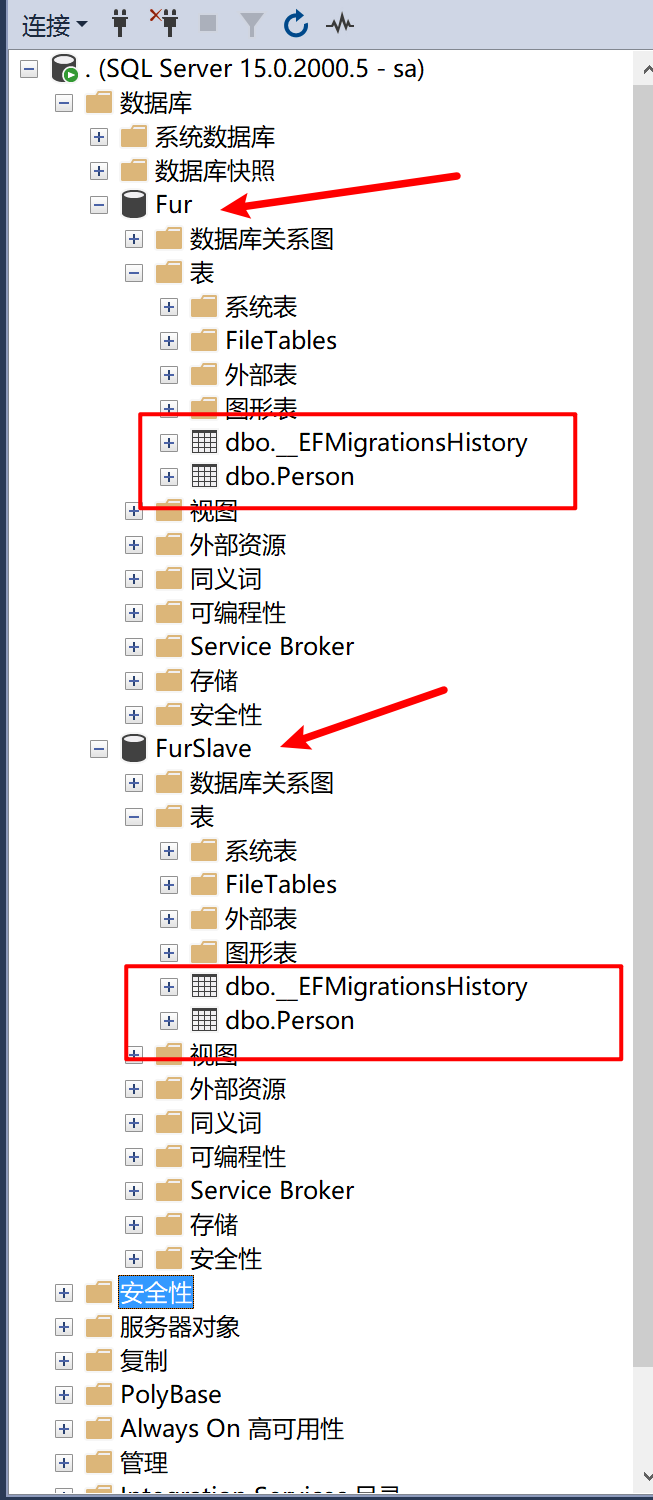 连接
. (SQL Server 15.0.2000.5 - sa)
数据库
系统数据库
数据库快照
Fur
数据库关系图
表
系统表
FileTables
外部表
图形表
dbo.__EFMigrationsHistory
dbo.Person
视图
外部资源
同义词
可编程性
Service Broker
存储
安全性
FurSlave
数据库关系图
表
系统表
FileTables
外部表
图形表
dbo.__EFMigrationsHistory
dbo.Person
视图
外部资源
同义词
可编程性
Service Broker
存储
安全性
安全性
服务器对象
复制
PolyBase
Always On 高可用性
管理
Integration Services 目录